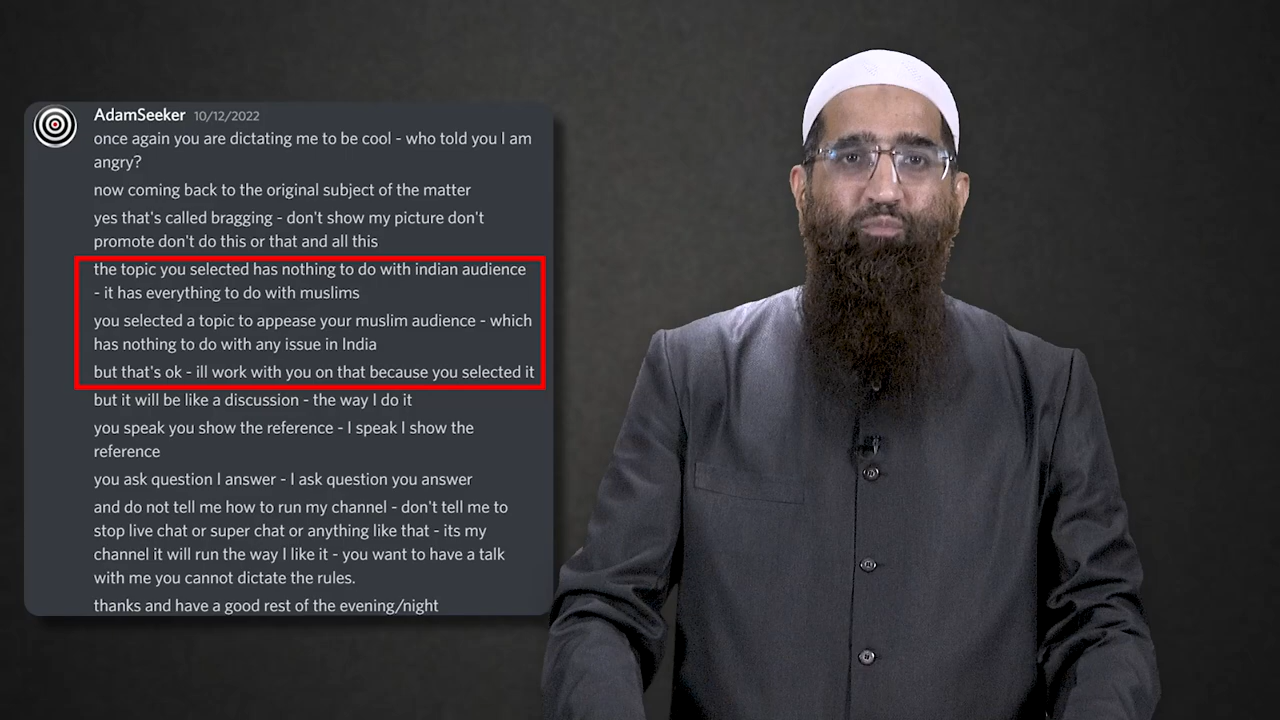 AdamSeeker 10/12/2022
once again you are dictating me to be cool - who told you I am
angry?
now coming back to the original subject of the matter
yes that's called bragging - don't show my picture don't
promote don't do this or that and all this
the topic you selected has nothing to do with indian audience
- it has everything to do with muslims
you selected a topic to appease your muslim audience - which
has nothing to do with any issue in India
but that's ok - ill work with you on that because you selected it
but it will be like a discussion - the way I do it
you speak you show the reference - I speak I show the
reference
you ask question I answer - I ask question you answer
and do not tell me how to run my channel - don't tell me to
stop live chat or super chat or anything like that - its my
channel it will run the way I like it - you want to have a talk
with me you cannot dictate the rules.
thanks and have a good rest of the evening/night